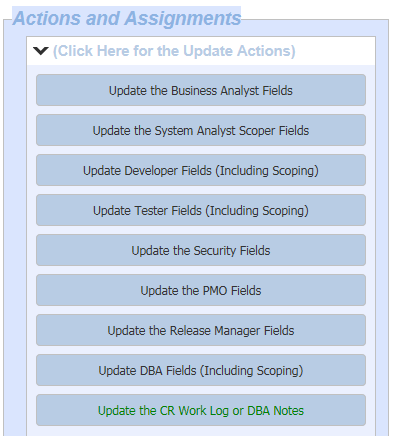 Actions and Assignments
(Click Here for the Update Actions)
Update the Business Analyst Fields
Update the System Analyst Scoper Fields
Update Developer Fields (Including Scoping)
Update Tester Fields (Including Scoping)
Update the Security Fields
Update the PMO Fields
Update the Release Manager Fields
Update DBA Fields (Including Scoping)
Update the CR Work Log or DBA Notes